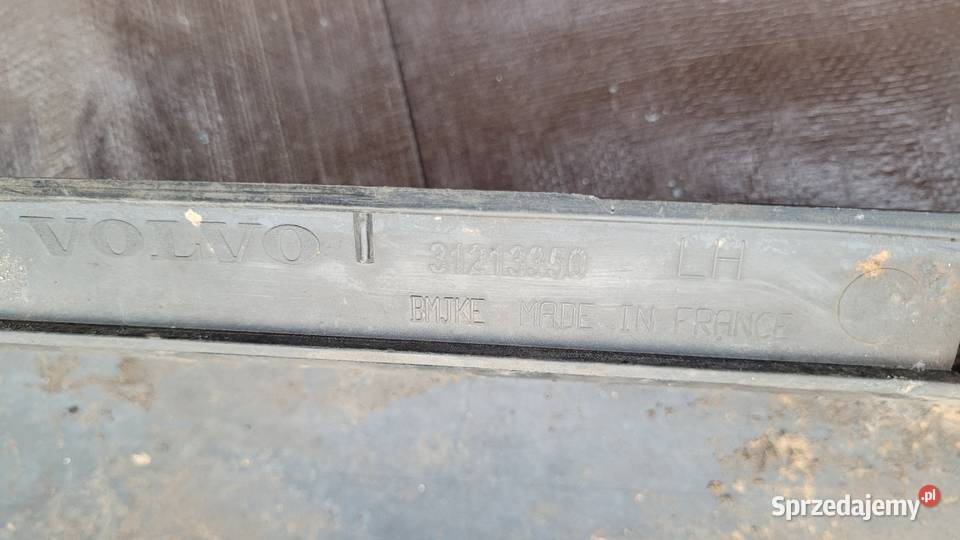 VOLVO 31213350 LH
BMJKE MADE IN FRANCE
Sprzedajemy.pl